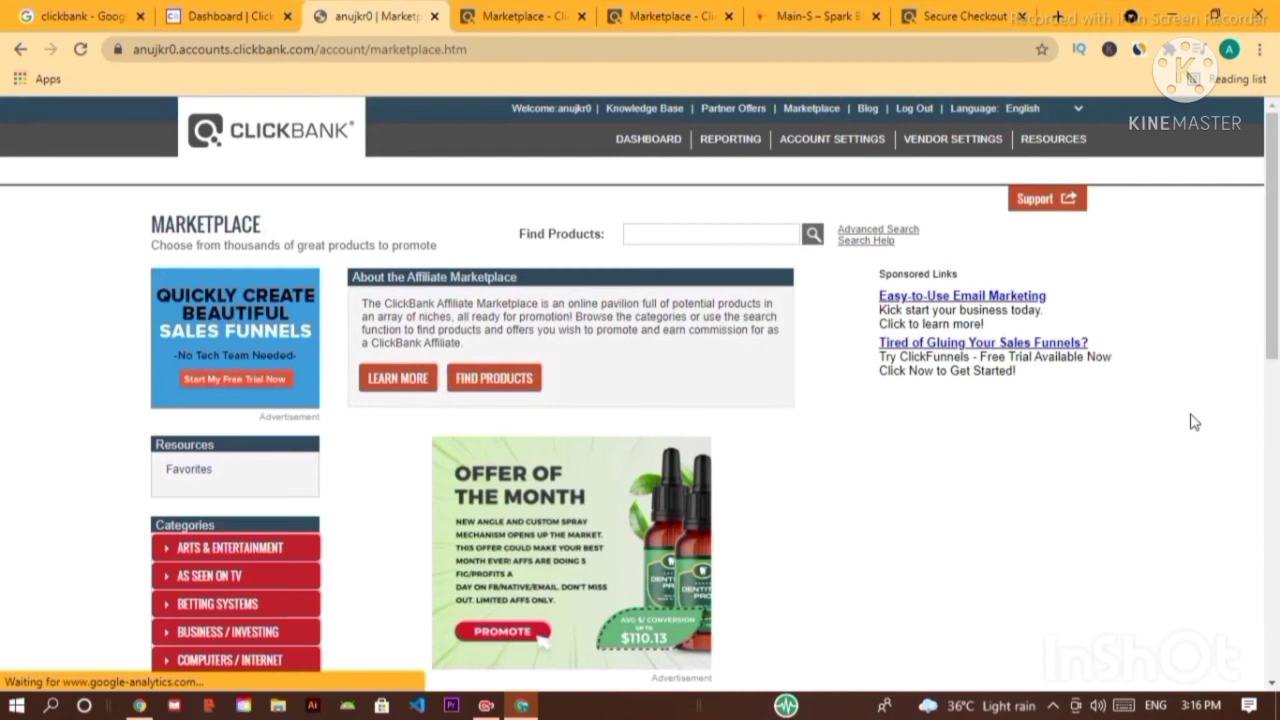 clickbank - Goog
Dashboard | Click
anujkr0 | Marketp
Marketplace - Cli
Marketplace - Cli
Main-S – Spark B
Secure Checkout
Recorded with iTop Screen Recorder
anujkr0.accounts.clickbank.com/account/marketplace.htm
Apps
Reading list
KINEMASTER
CLICKBANK
Welcome:anujkr0 | Knowledge Base | Partner Offers | Marketplace | Blog | Log Out | Language: English
DASHBOARD | REPORTING | ACCOUNT SETTINGS | VENDOR SETTINGS | RESOURCES
Support
MARKETPLACE
Choose from thousands of great products to promote
Find Products:
Advanced Search
Search Help
QUICKLY CREATE
BEAUTIFUL
SALES FUNNELS
-No Tech Team Needed-
Start My Free Trial Now
Advertisement
About the Affiliate Marketplace
The ClickBank Affiliate Marketplace is an online pavilion full of potential products in
an array of niches, all ready for promotion! Browse the categories or use the search
function to find products and offers you wish to promote and earn commission for as
a ClickBank Affiliate.
LEARN MORE
FIND PRODUCTS
Sponsored Links
Easy-to-Use Email Marketing
Kick start your business today.
Click to learn more!
Tired of Gluing Your Sales Funnels?
Try ClickFunnels - Free Trial Available Now
Click Now to Get Started!
Resources
Favorites
Categories
ARTS & ENTERTAINMENT
AS SEEN ON TV
BETTING SYSTEMS
BUSINESS / INVESTING
COMPUTERS / INTERNET
OFFER OF
THE MONTH
NEW ANGLE AND CUSTOM SPRAY
MECHANISM OPENS UP THE MARKET.
THIS OFFER COULD MAKE YOUR BEST
MONTH EVER! AFFS ARE DOING 5
FIG/PROFITS A
DAY ON FB/NATIVE/EMAIL. DON'T MISS
OUT. LIMITED AFFS ONLY.
PROMOTE
AVG $/ CONVERSION
UP TO
$110.13
Advertisement
InShOt
Waiting for www.google-analytics.com...
36°C Light rain
ENG
3:16 PM